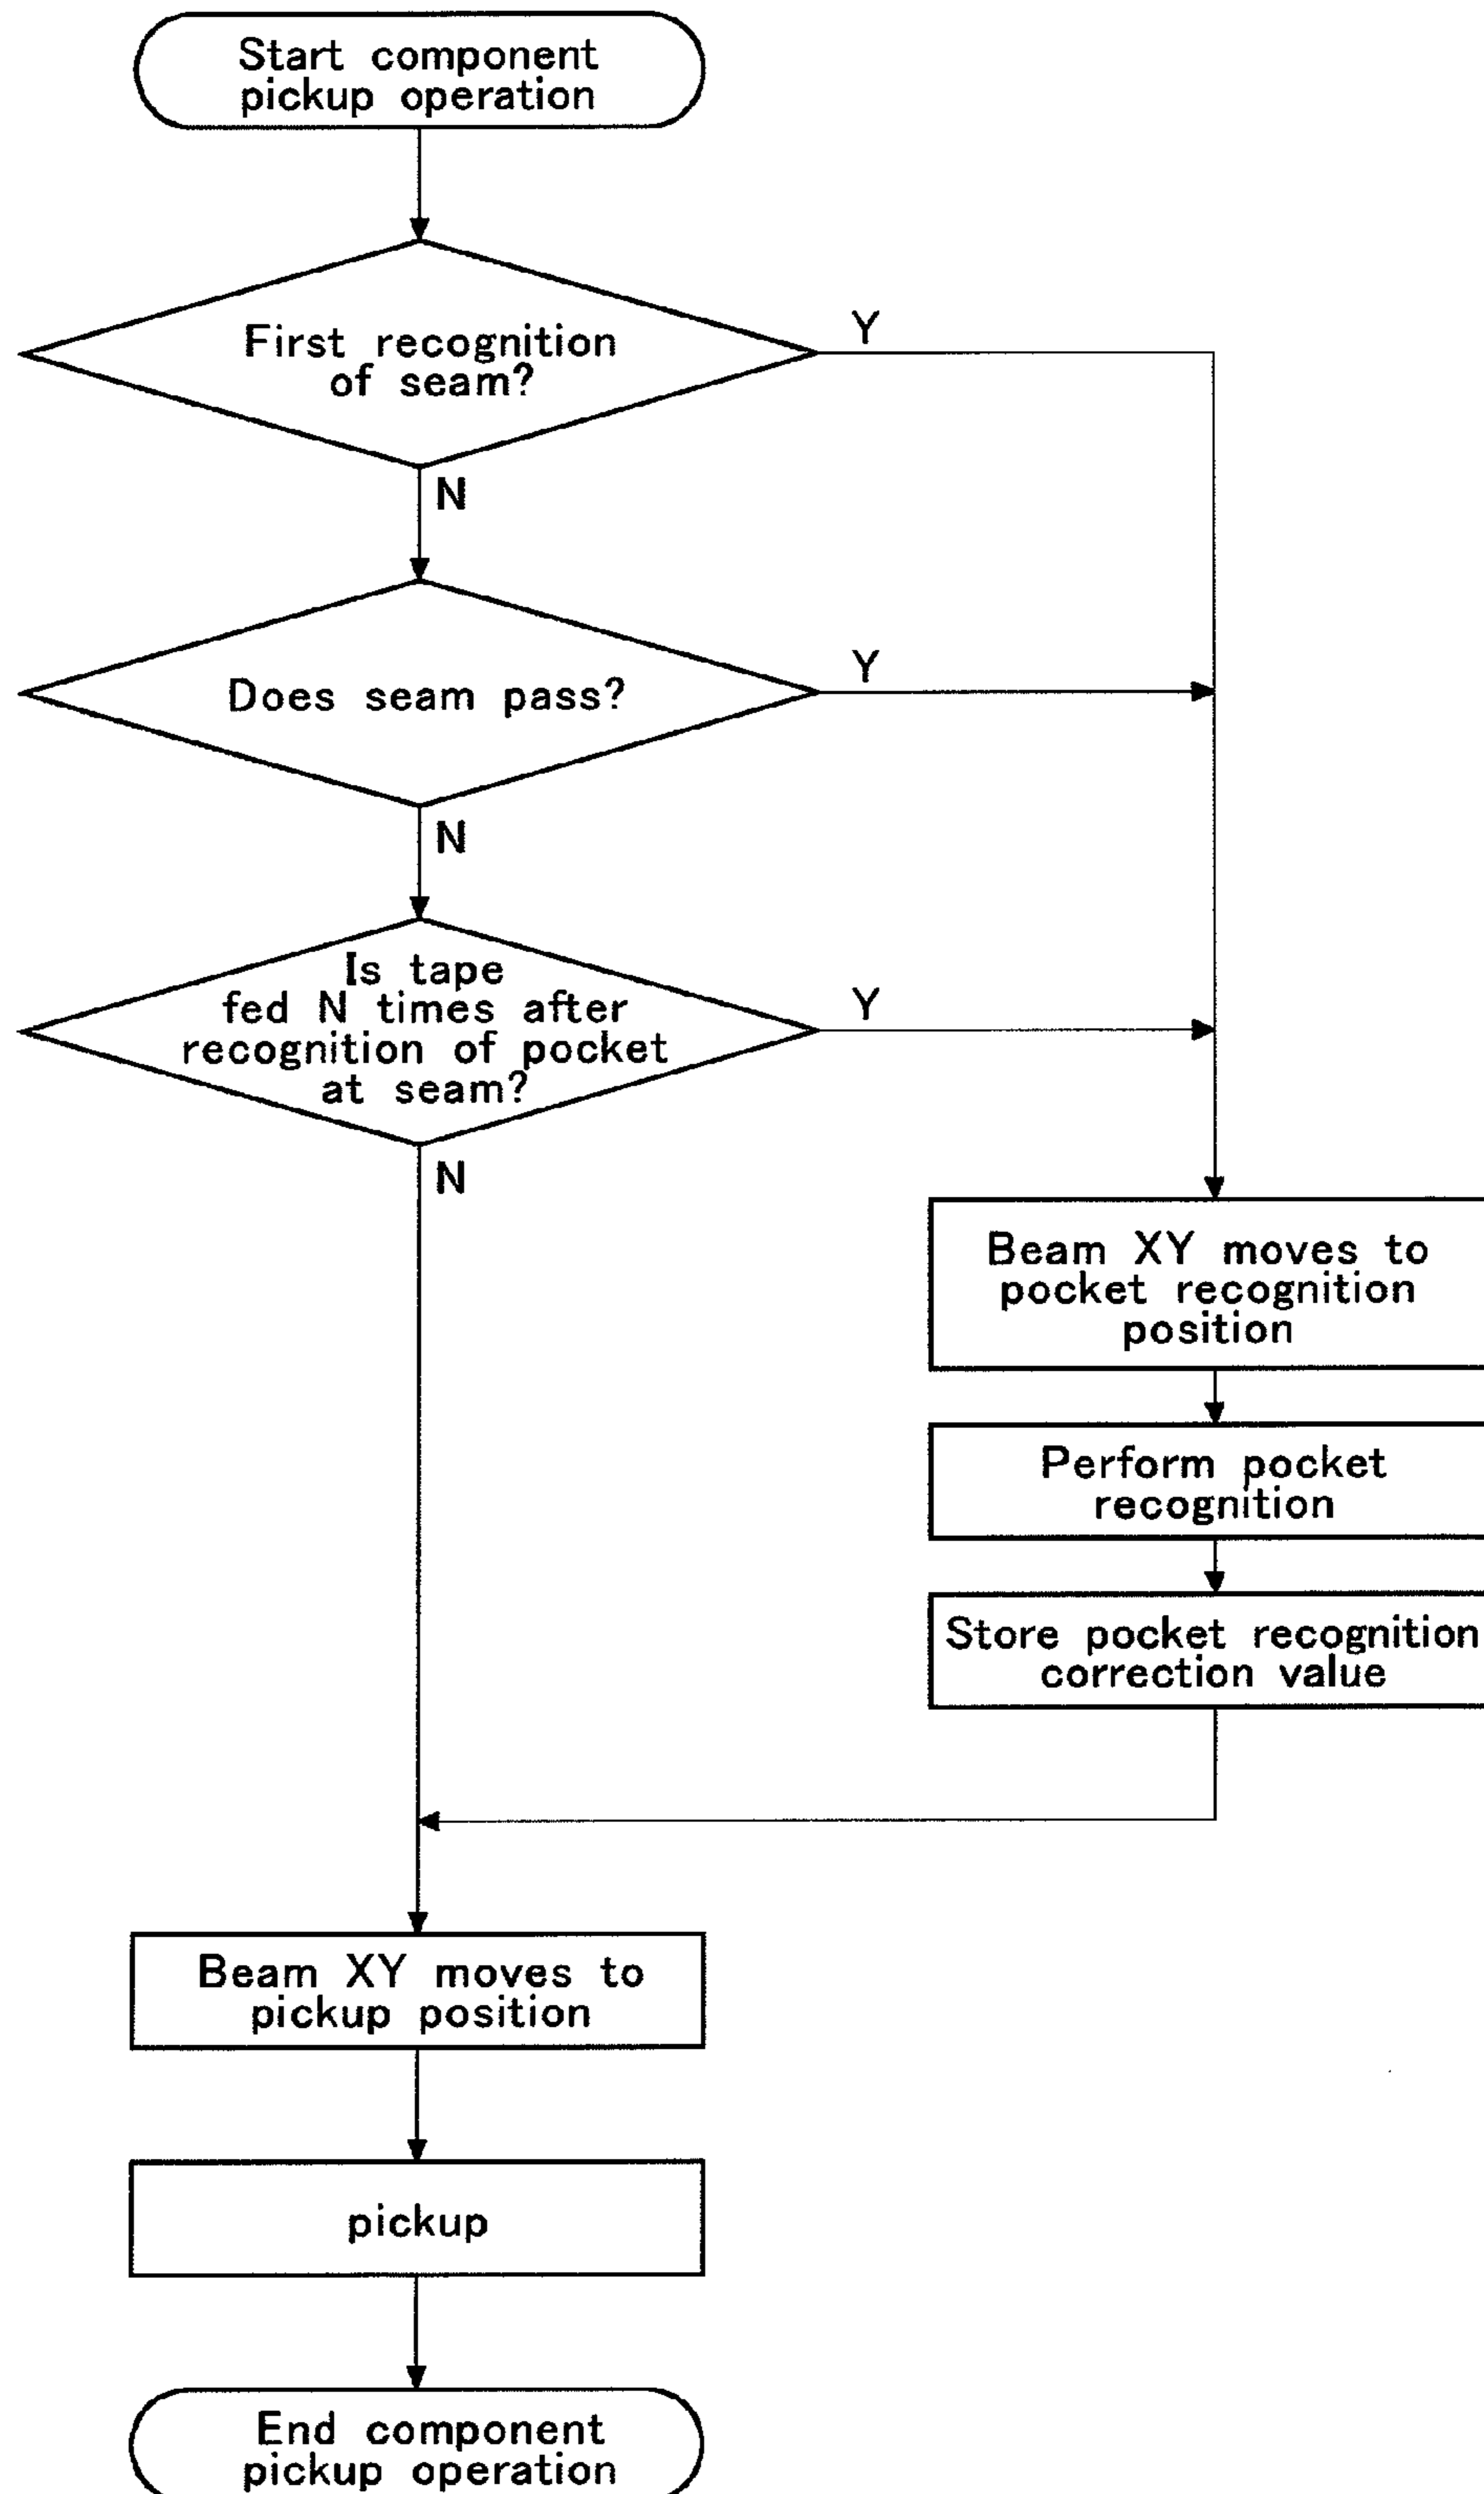 Start component
pickup operation
First recognition
of seam?
Y
N
Does seam pass?
Y
N
Is tape
fed N times after
recognition of pocket
at seam?
Y
N
Beam XY moves to
pocket recognition
position
Perform pocket
recognition
Store pocket recognition
correction value
Beam XY moves to
pickup position
pickup
End component
pickup operation